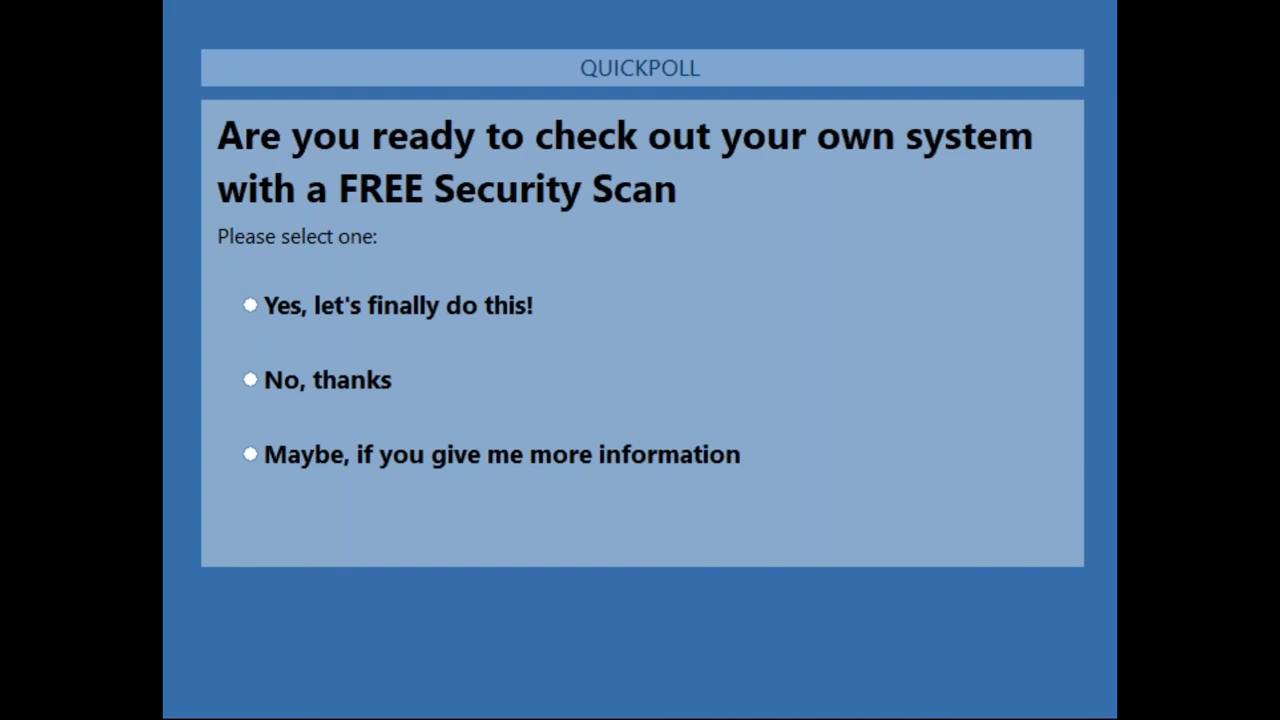 QUICKPOLL
Are you ready to check out your own system
with a FREE Security Scan
Please select one:
Yes, let's finally do this!
No, thanks
Maybe, if you give me more information